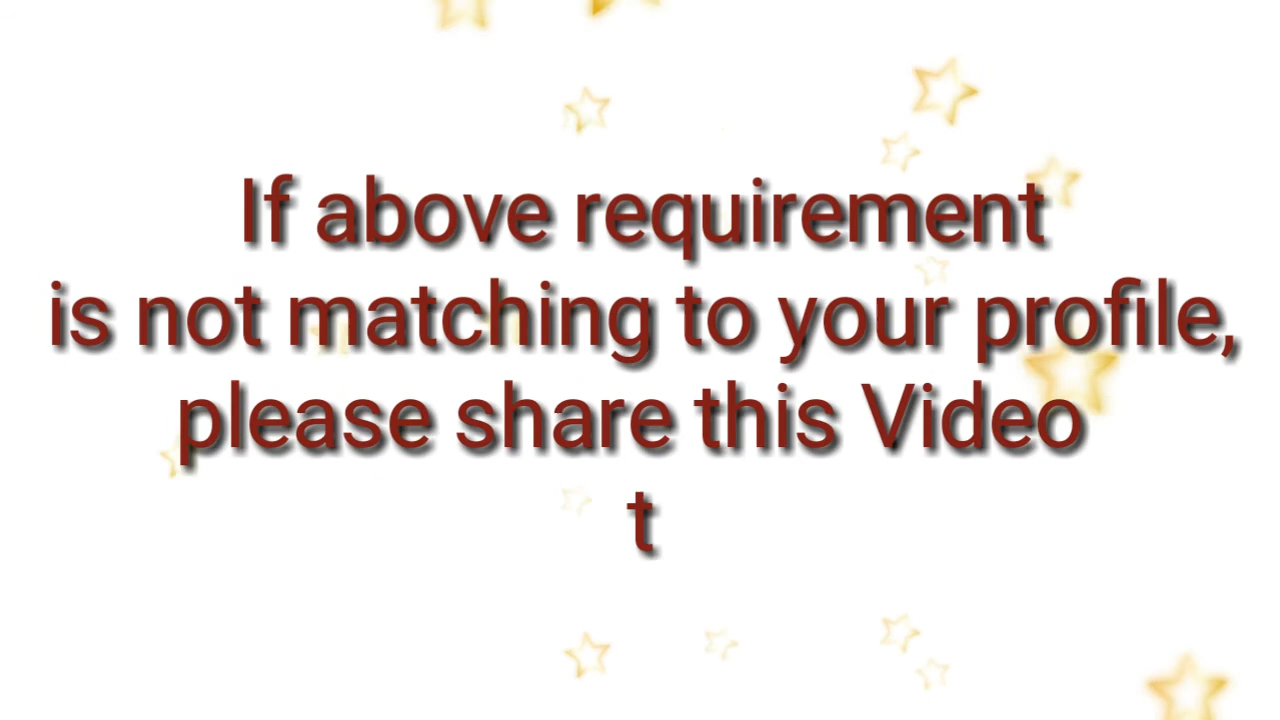 If above requirement
is not matching to your profile,
please share this Video
t